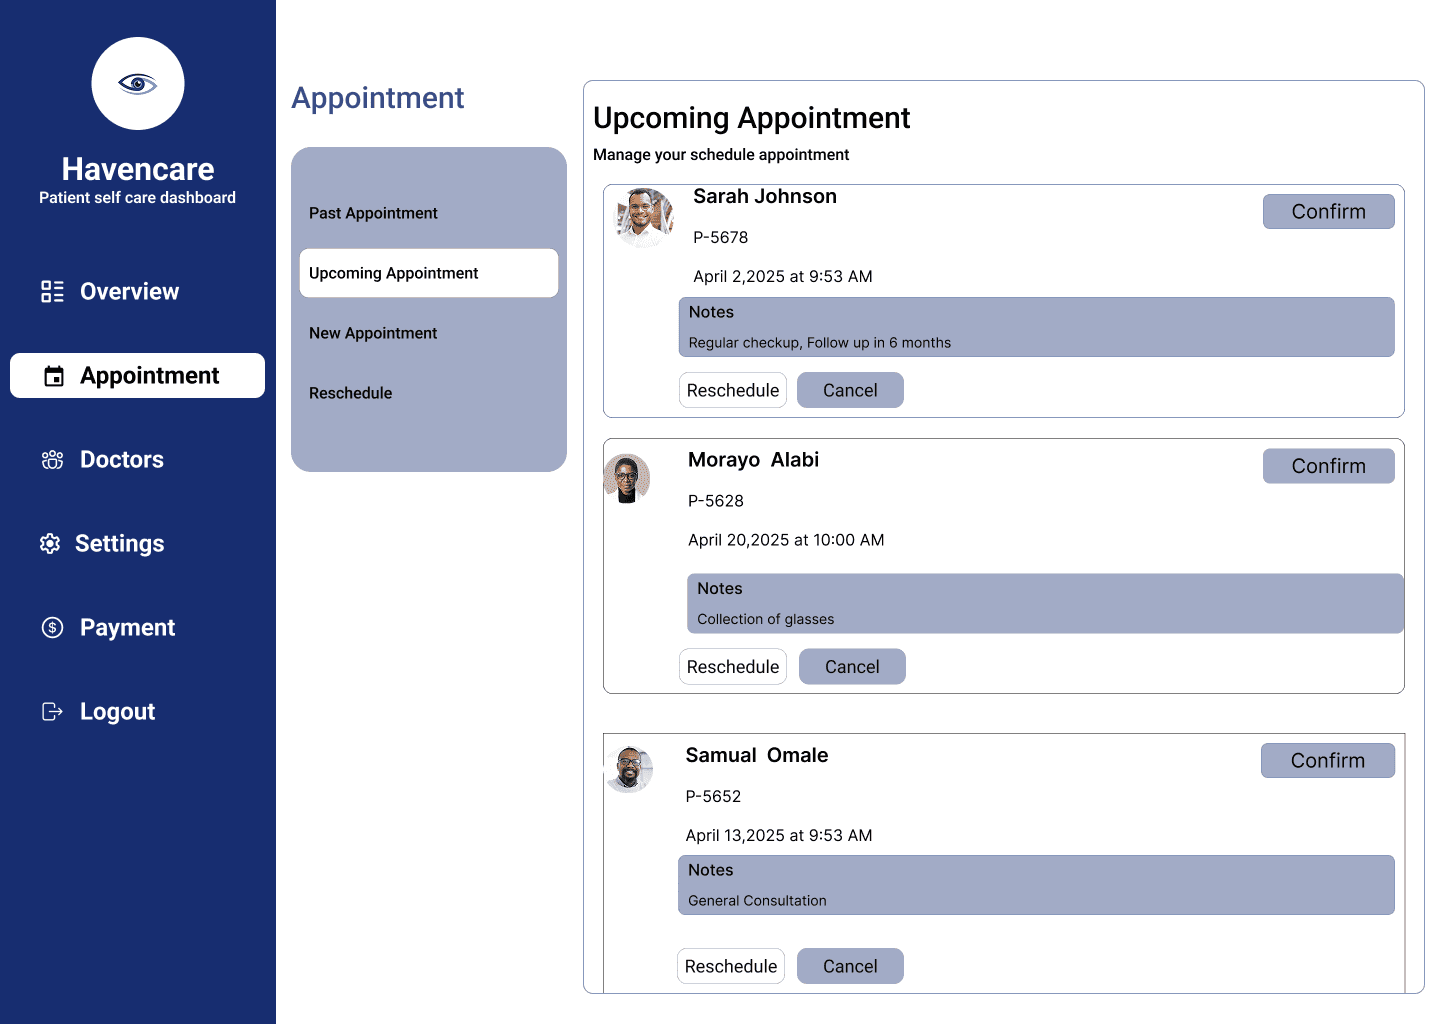 Havencare
Patient self care dashboard
Overview
Appointment
Doctors
Settings
Payment
Logout
Appointment
Past Appointment
Upcoming Appointment
New Appointment
Reschedule
Upcoming Appointment
Manage your schedule appointment
Sarah Johnson
Confirm
P-5678
April 2,2025 at 9:53 AM
Notes
Regular checkup, Follow up in 6 months
Reschedule Cancel
Morayo Alabi
Confirm
P-5628
April 20,2025 at 10:00 AM
Notes
Collection of glasses
Reschedule Cancel
Samual Omale
Confirm
P-5652
April 13,2025 at 9:53 AM
Notes
General Consultation
Reschedule Cancel